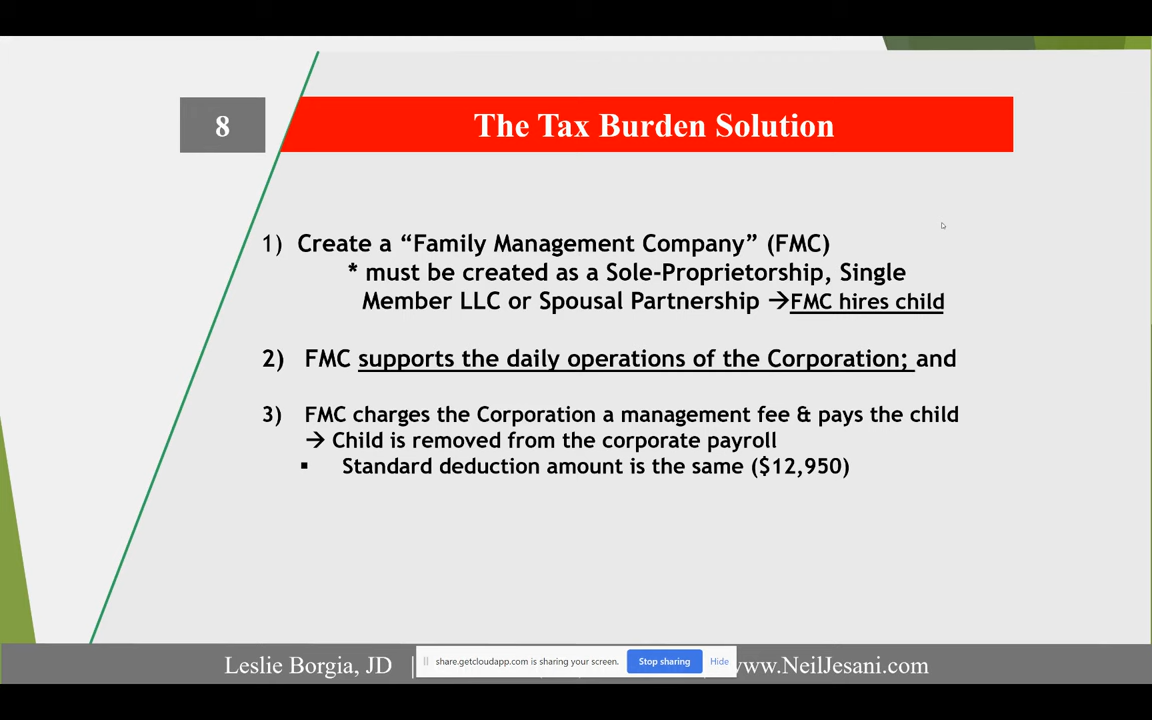 8
The Tax Burden Solution
1) Create a “Family Management Company” (FMC)
* must be created as a Sole-Proprietorship, Single
Member LLC or Spousal Partnership →FMC hires child
2) FMC supports the daily operations of the Corporation; and
3) FMC charges the Corporation a management fee & pays the child
→ Child is removed from the corporate payroll
▪ Standard deduction amount is the same ($12,950)
Leslie Borgia, JD | www.NeilJesani.com
share.getcloudapp.com is sharing your screen. Stop sharing Hide